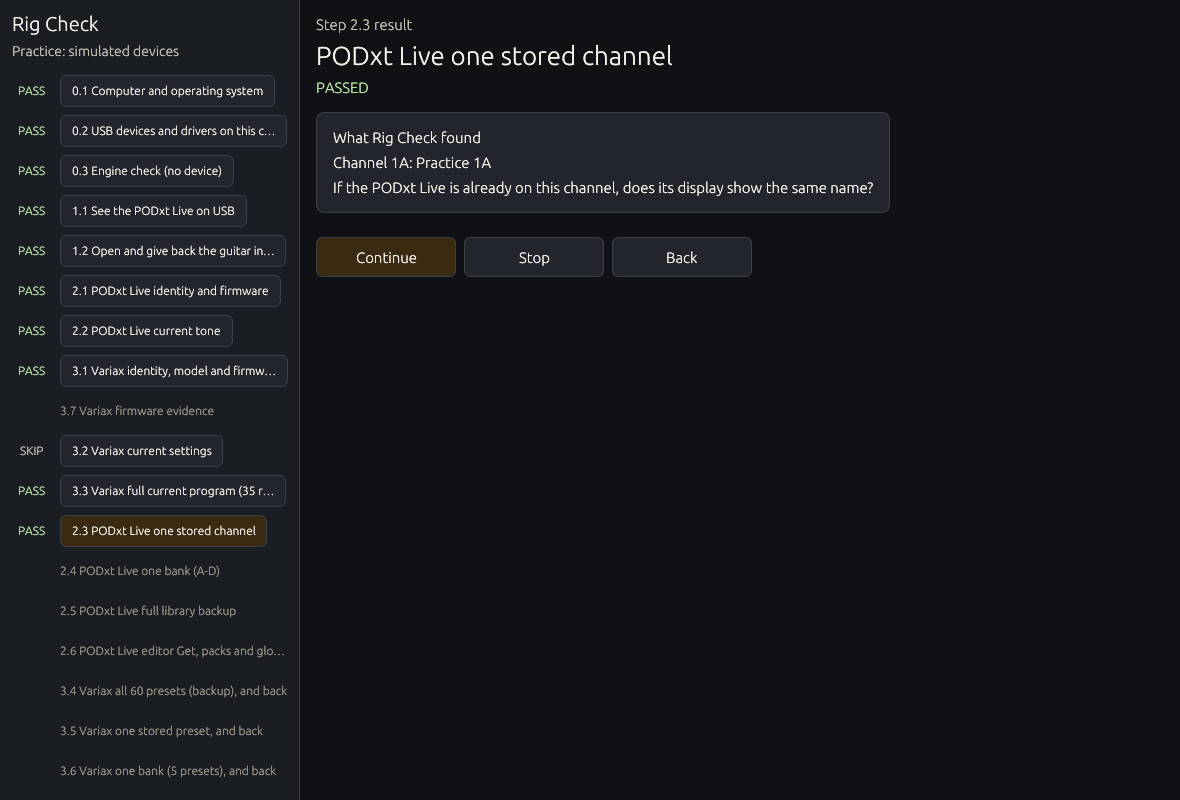 Rig Check
Practice: simulated devices
PASS 0.1 Computer and operating system
PASS 0.2 USB devices and drivers on this c…
PASS 0.3 Engine check (no device)
PASS 1.1 See the PODxt Live on USB
PASS 1.2 Open and give back the guitar in…
PASS 2.1 PODxt Live identity and firmware
PASS 2.2 PODxt Live current tone
PASS 3.1 Variax identity, model and firmw…
3.7 Variax firmware evidence
SKIP 3.2 Variax current settings
PASS 3.3 Variax full current program (35 r…
PASS 2.3 PODxt Live one stored channel
2.4 PODxt Live one bank (A-D)
2.5 PODxt Live full library backup
2.6 PODxt Live editor Get, packs and glo…
3.4 Variax all 60 presets (backup), and back
3.5 Variax one stored preset, and back
3.6 Variax one bank (5 presets), and back
Step 2.3 result
PODxt Live one stored channel
PASSED
What Rig Check found
Channel 1A: Practice 1A
If the PODxt Live is already on this channel, does its display show the same name?
Continue Stop Back